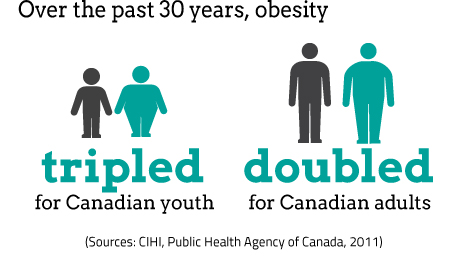 Over the past 30 years, obesity
tripled
for Canadian youth
doubled
for Canadian adults
(Sources: CIHI, Public Health Agency of Canada, 2011)